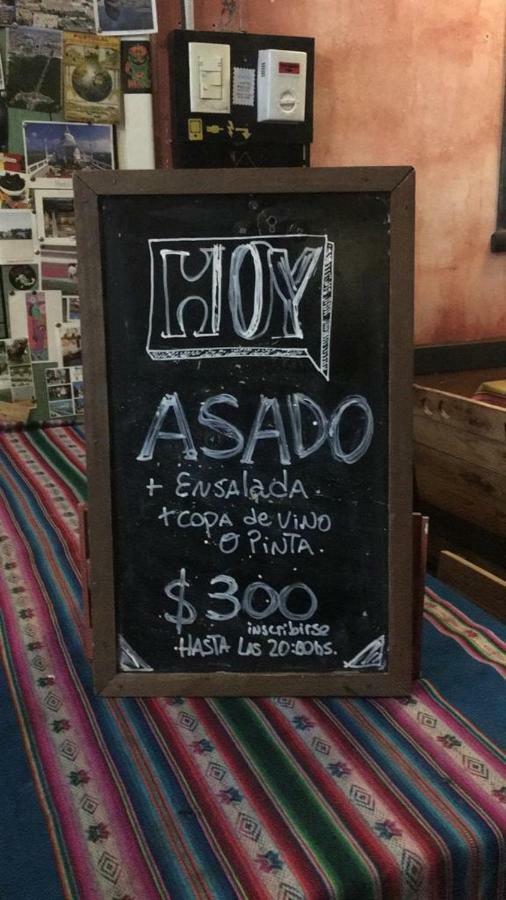 HOY
ASADO
+ Ensalada
+ copa de vino
o Pinta.
$300
inscribirse
HASTA LAS 20:00hs.